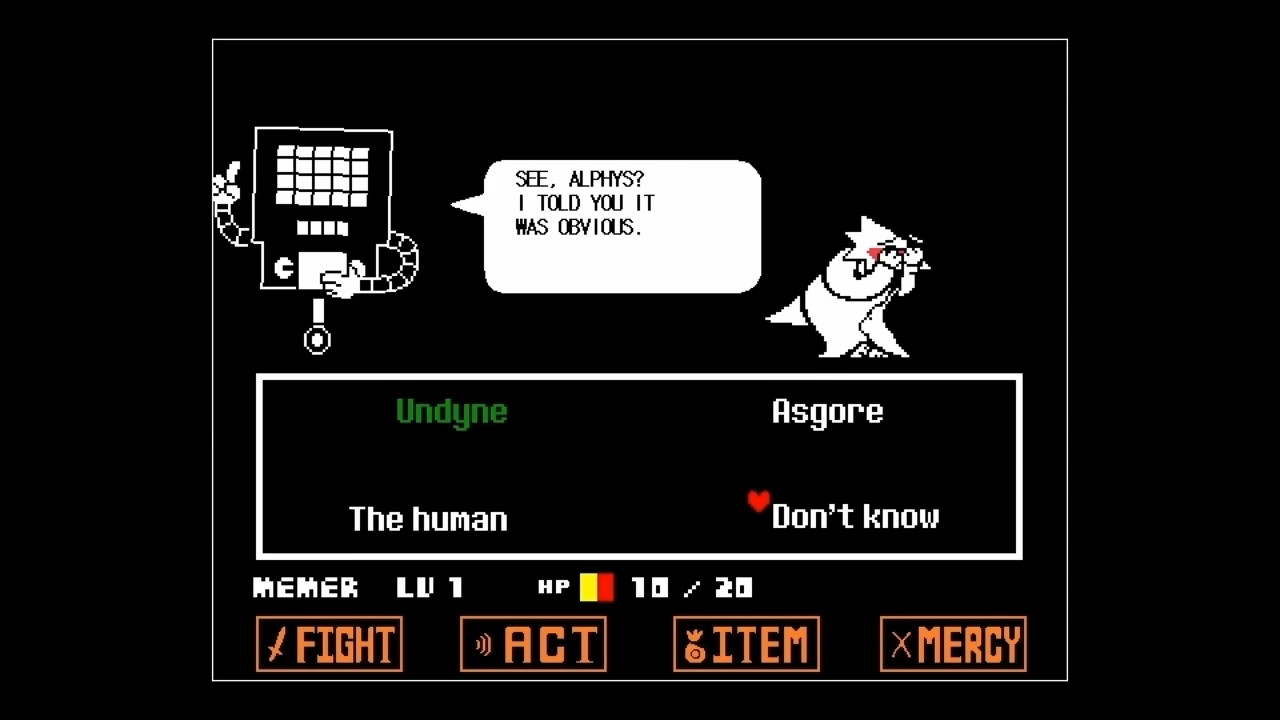 SEE, ALPHYS?
I TOLD YOU IT
WAS OBVIOUS.
Undyne
Asgore
The human
Don't know
MEMER LV 1 HP 10 / 20
FIGHT
ACT
ITEM
MERCY